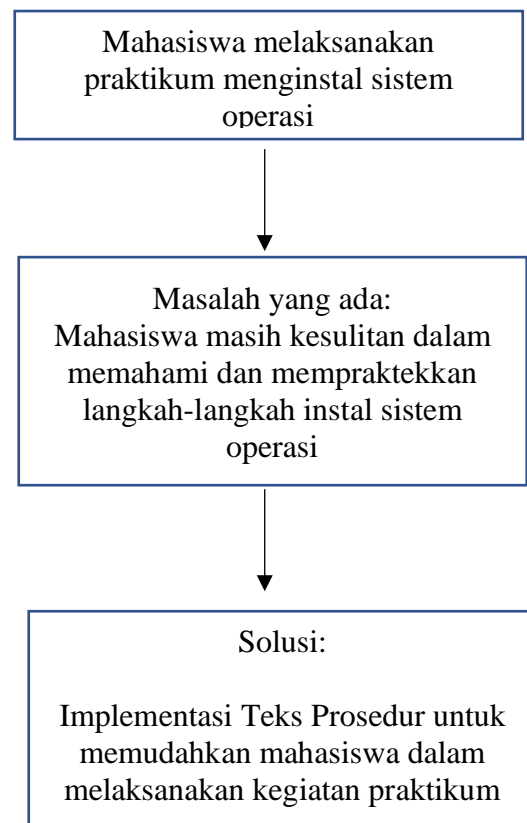 Mahasiswa melaksanakan
praktikum menginstal sistem
operasi
Masalah yang ada:
Mahasiswa masih kesulitan dalam
memahami dan mempraktekkan
langkah-langkah instal sistem
operasi
Solusi:
Implementasi Teks Prosedur untuk
memudahkan mahasiswa dalam
melaksanakan kegiatan praktikum